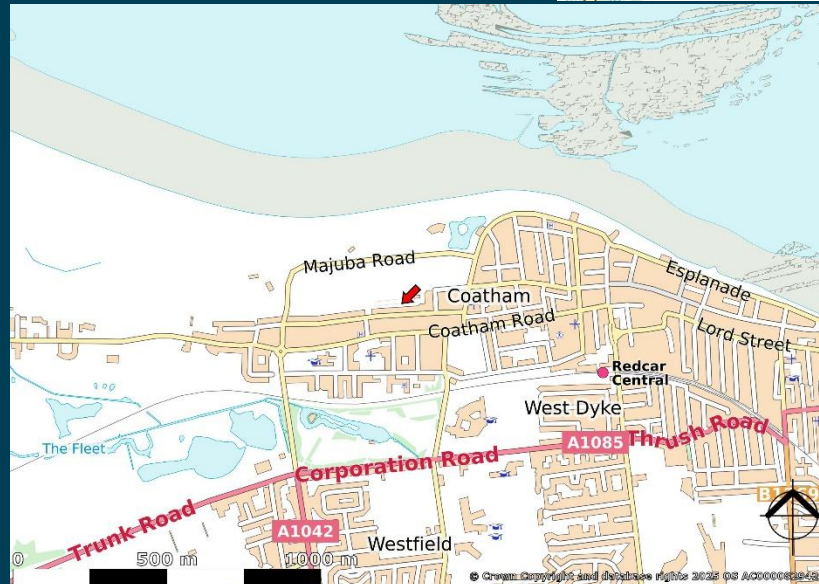 Majuba Road
Esplanade
Coatham
Coatham Road
Lord Street
Redcar
Central
West Dyke
The Fleet
Thrush Road
A1085
Corporation Road
Trunk Road
A1042
Westfield
0
500 m
1000 m
© Crown Copyright and database rights 2025 OS